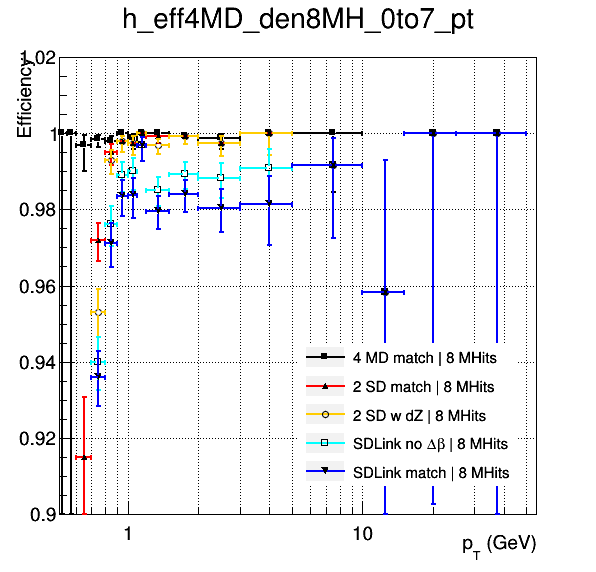 h_eff4MD_den8MH_0to7_pt
Efficiency
1.02
1
0.98
0.96
0.94
0.92
0.9
4 MD match | 8 MHits
2 SD match | 8 MHits
2 SD w dZ | 8 MHits
SDLink no Δβ | 8 MHits
SDLink match | 8 MHits
1
10
p_T (GeV)